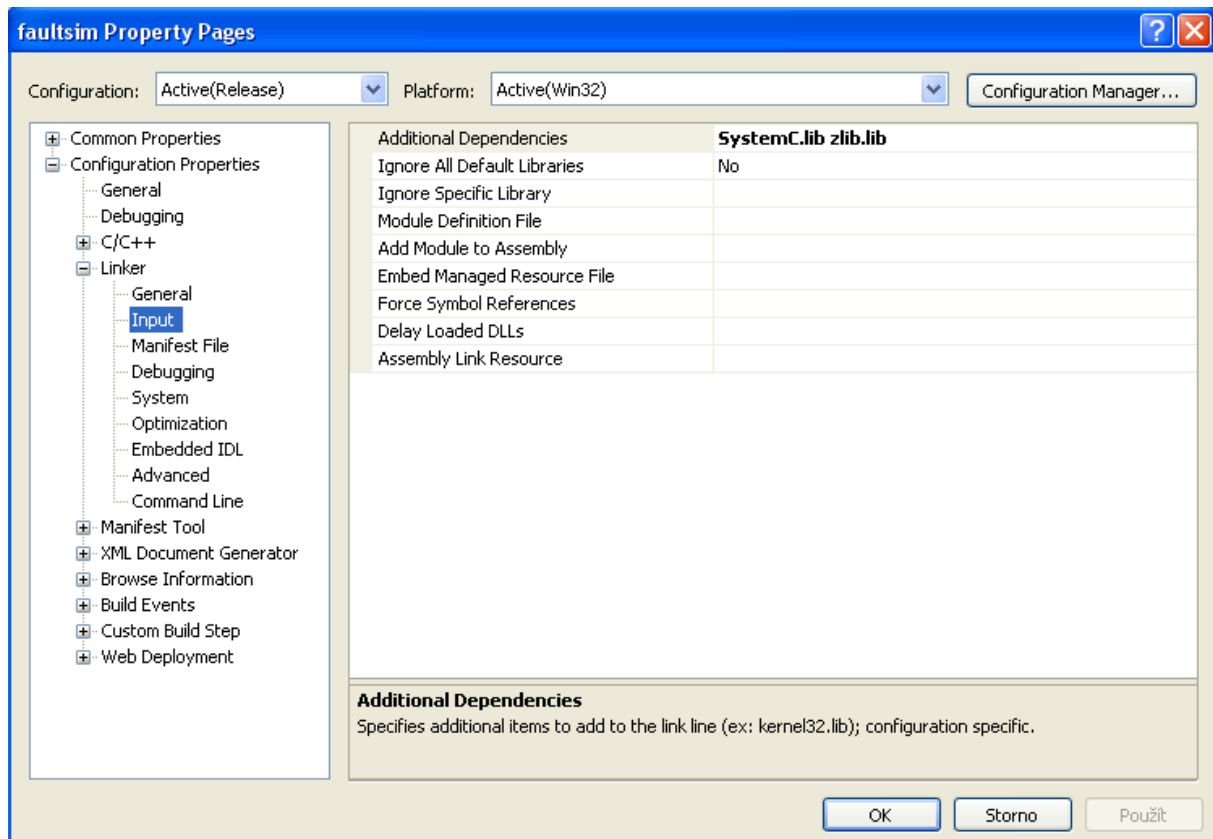 faultsim Property Pages
Configuration: Active(Release) Platform: Active(Win32) Configuration Manager...
Common Properties
Configuration Properties
General
Debugging
C/C++
Linker
General
Input
Manifest File
Debugging
System
Optimization
Embedded IDL
Advanced
Command Line
Manifest Tool
XML Document Generator
Browse Information
Build Events
Custom Build Step
Web Deployment
Additional Dependencies SystemC.lib zlib.lib
Ignore All Default Libraries No
Ignore Specific Library
Module Definition File
Add Module to Assembly
Embed Managed Resource File
Force Symbol References
Delay Loaded DLLs
Assembly Link Resource
Additional Dependencies
Specifies additional items to add to the link line (ex: kernel32.lib); configuration specific.
OK Storno Použít